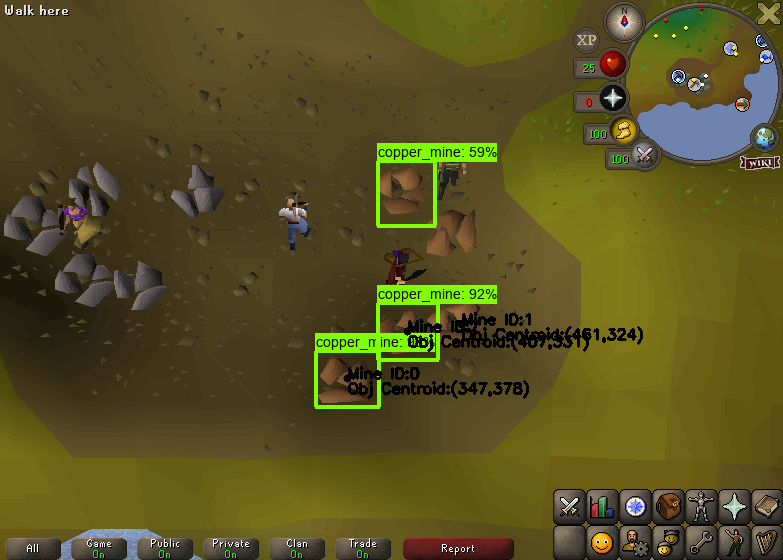 Walk here
N
XP
25
0
100
100
WIKI
copper_mine: 59%
copper_mine: 92%
Mine ID:1
Obj Centroid:(461,324)
Mine ID:
Obj Centroid:(407,331)
copper_mine:
Mine ID:0
Obj Centroid:(347,378)
All
Game
On
Public
On
Private
On
Clan
On
Trade
On
Report